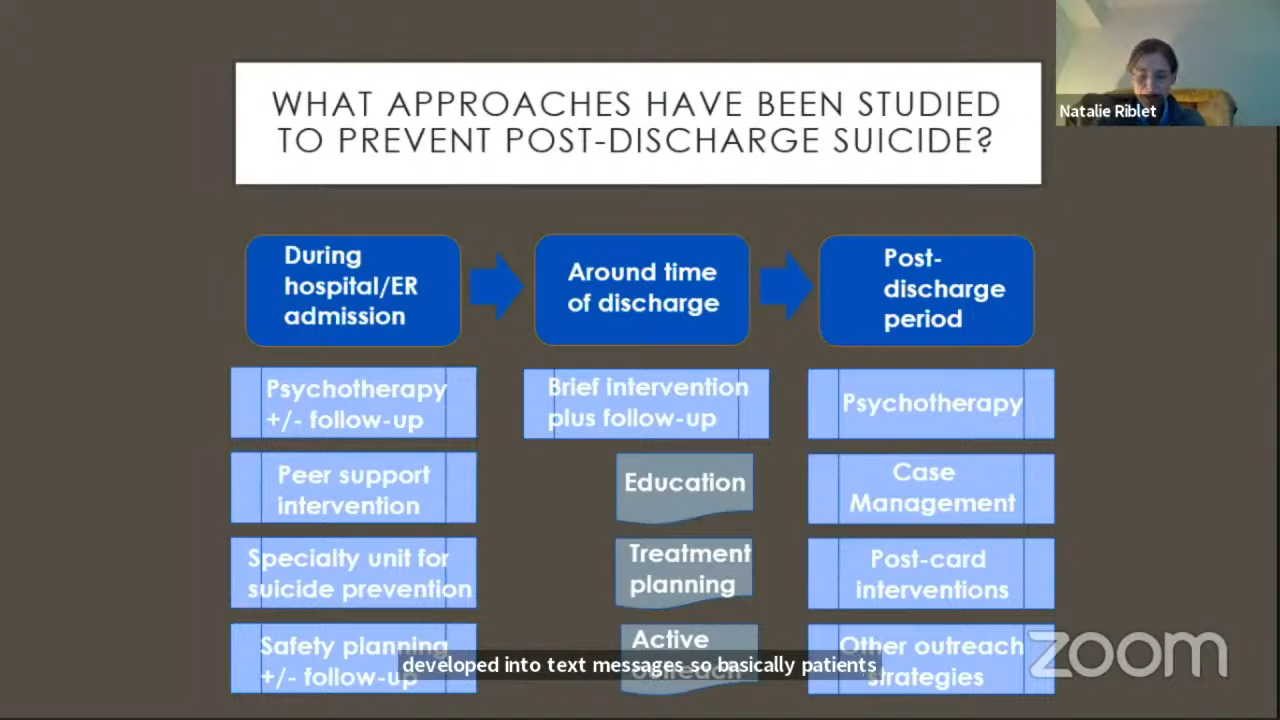 WHAT APPROACHES HAVE BEEN STUDIED
TO PREVENT POST-DISCHARGE SUICIDE?
Natalie Riblet
During
hospital/ER
admission
Around time
of discharge
Post-
discharge
period
Psychotherapy
+/- follow-up
Brief intervention
plus follow-up
Psychotherapy
Peer support
intervention
Education
Case
Management
Specialty unit for
suicide prevention
Treatment
planning
Post-card
interventions
Safety planning
+/- follow-up
Active
outreach
Other outreach
strategies
developed into text messages so basically patients
zoom